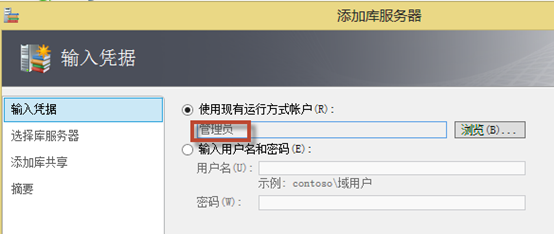 添加库服务器
输入凭据
输入凭据
选择库服务器
添加库共享
摘要
使用现有运行方式帐户(R):
管理员
浏览(B)...
输入用户名和密码(E):
用户名(U):
示例: contoso\域用户
密码(W):